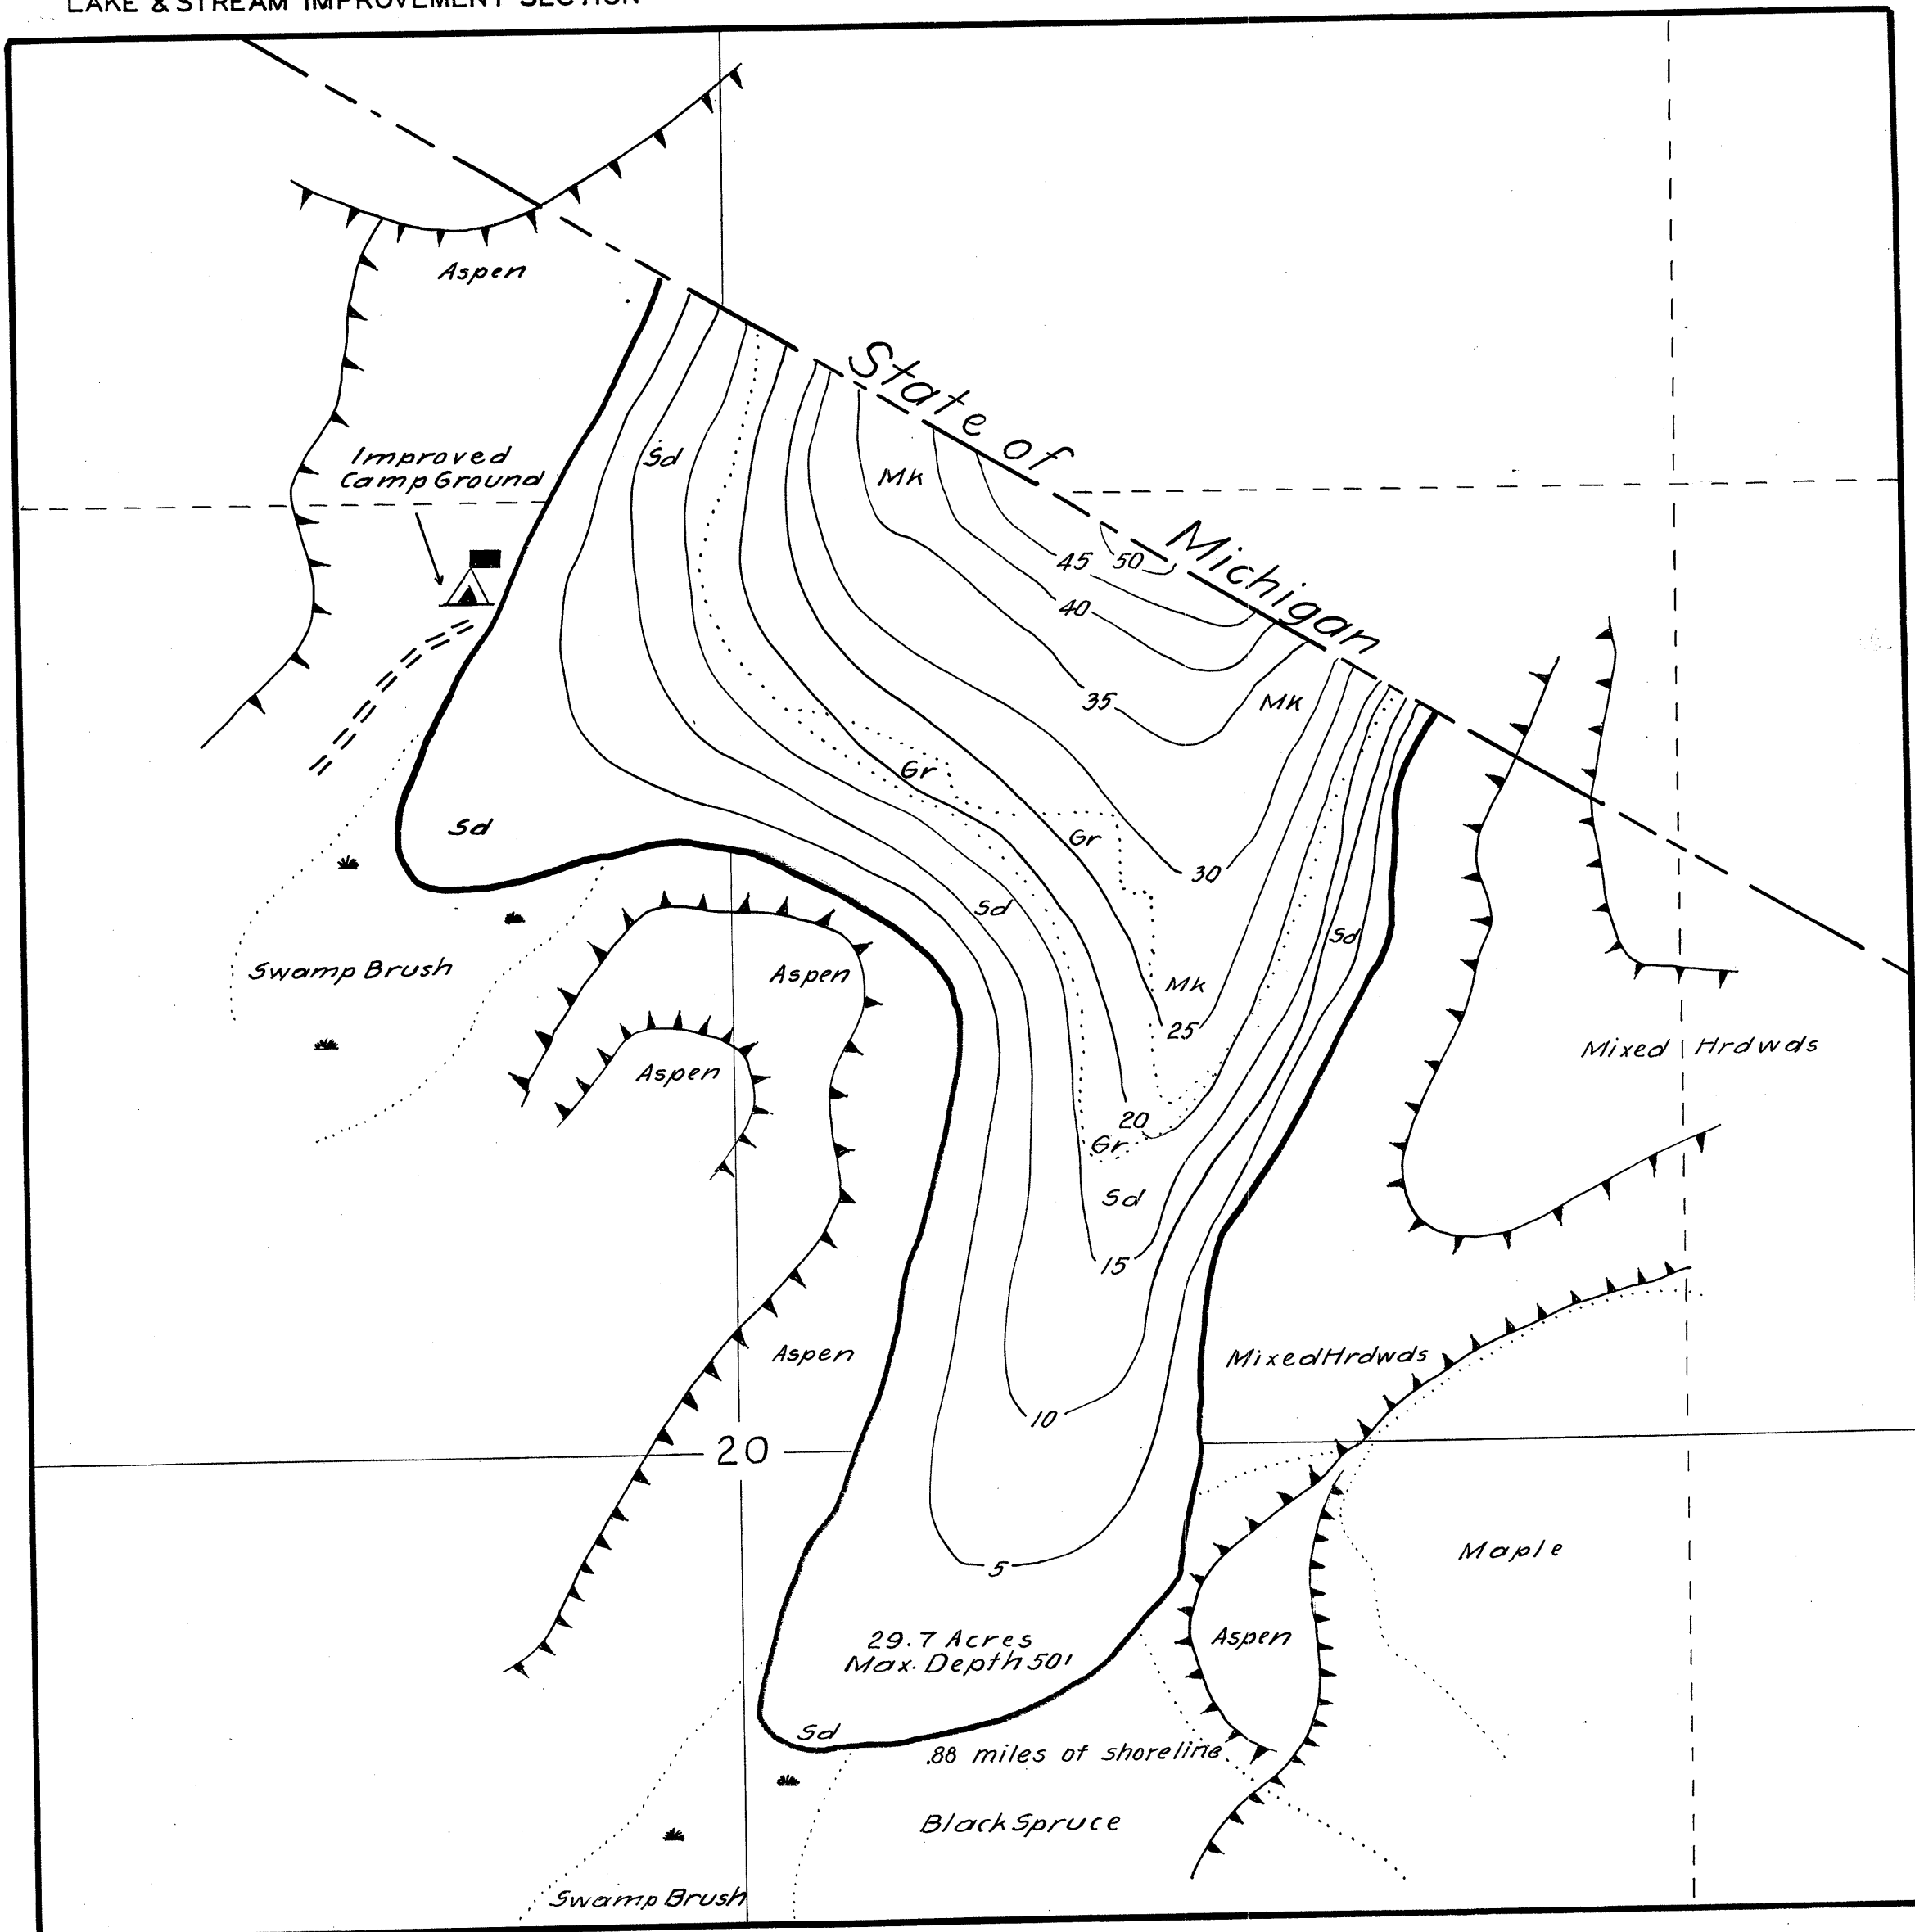 LAKE & STREAM IMPROVEMENT SECTION
Aspen
State of Michigan
Improved
Camp Ground
Sd
Mk
45
50
40
35
Mk
Gr
Sd
Gr
30
Sd
Sd
Swamp Brush
Aspen
Mk
25
Mixed Hrdwds
Aspen
20
Gr
Sd
15
Aspen
Mixed Hrdwds
10
20
5
Maple
29.7 Acres
Max. Depth 50'
Aspen
Sd
.88 miles of shoreline
Black Spruce
Swamp Brush